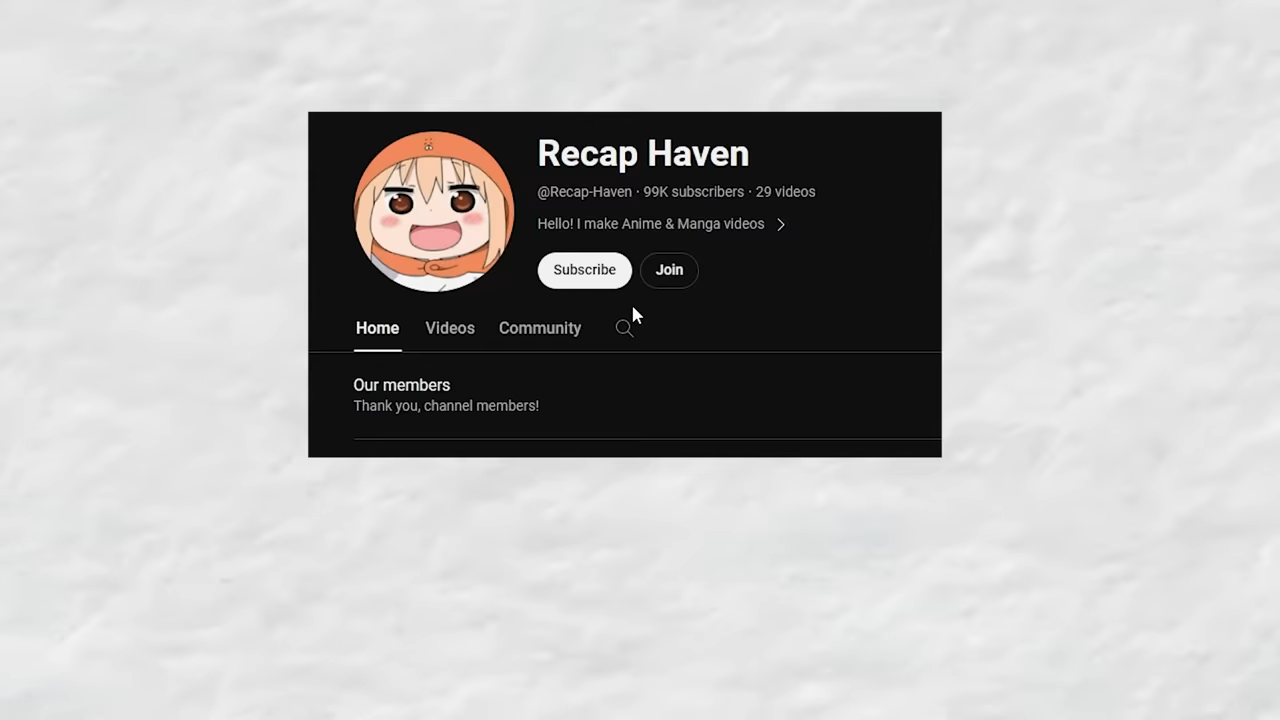 Recap Haven
@Recap-Haven · 99K subscribers · 29 videos
Hello! I make Anime & Manga videos
Subscribe Join
Home Videos Community
Our members
Thank you, channel members!